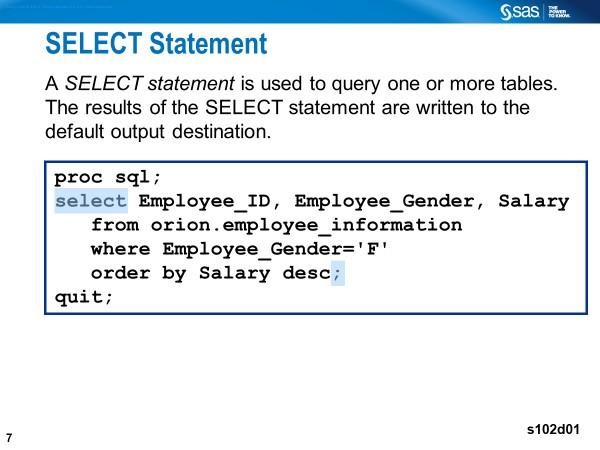 sas
THE
POWER
TO KNOW.
SELECT Statement
A SELECT statement is used to query one or more tables.
The results of the SELECT statement are written to the
default output destination.
proc sql;
select Employee_ID, Employee_Gender, Salary
   from orion.employee_information
   where Employee_Gender='F'
   order by Salary desc;
quit;
7
s102d01